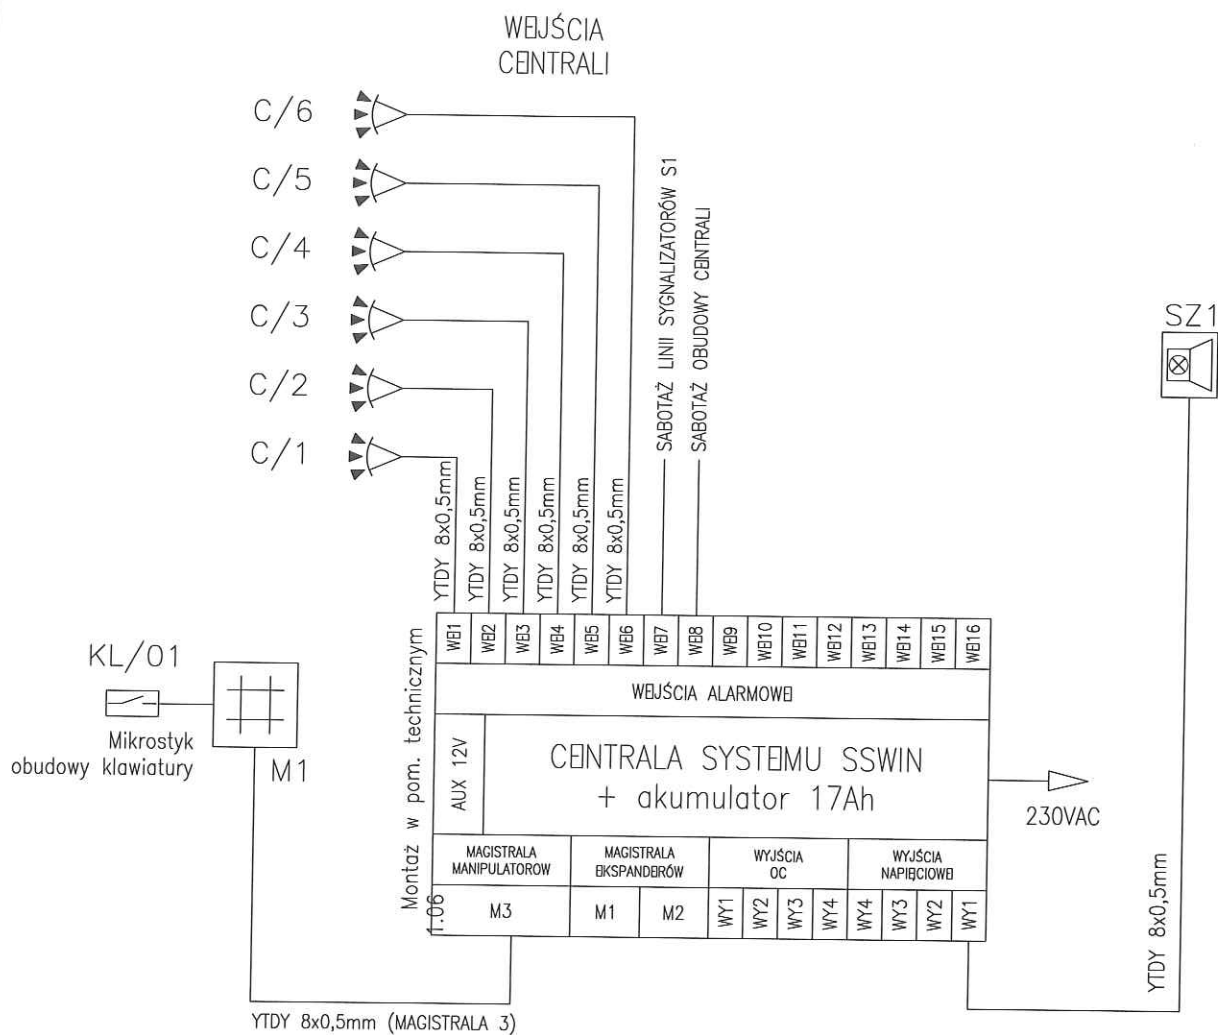 WEJŚCIA
CENTRALI
C/6
C/5
C/4
C/3
C/2
C/1
SABOTAŻ LINII SYGNALIZATORÓW S1
SABOTAŻ OBUDOWY CENTRALI
SZ1
YTDY 8x0,5mm
YTDY 8x0,5mm
YTDY 8x0,5mm
YTDY 8x0,5mm
YTDY 8x0,5mm
YTDY 8x0,5mm
WE1 WE2 WE3 WE4 WE5 WE6 WE7 WE8 WE9 WE10 WE11 WE12 WE13 WE14 WE15 WE16
WEJŚCIA ALARMOWE
KL/01
Mikrostyk
obudowy klawiatury
M1
Montaż w pom. technicznym
1.06
AUX 12V
CENTRALA SYSTEMU SSWIN
+ akumulator 17Ah
230VAC
MAGISTRALA
MANIPULATOROW
MAGISTRALA
EKSPANDERÓW
WYJŚCIA
OC
WYJŚCIA
NAPIĘCIOWE
M3 M1 M2 WY1 WY2 WY3 WY4 WY4 WY3 WY2 WY1
YTDY 8x0,5mm
YTDY 8x0,5mm (MAGISTRALA 3)